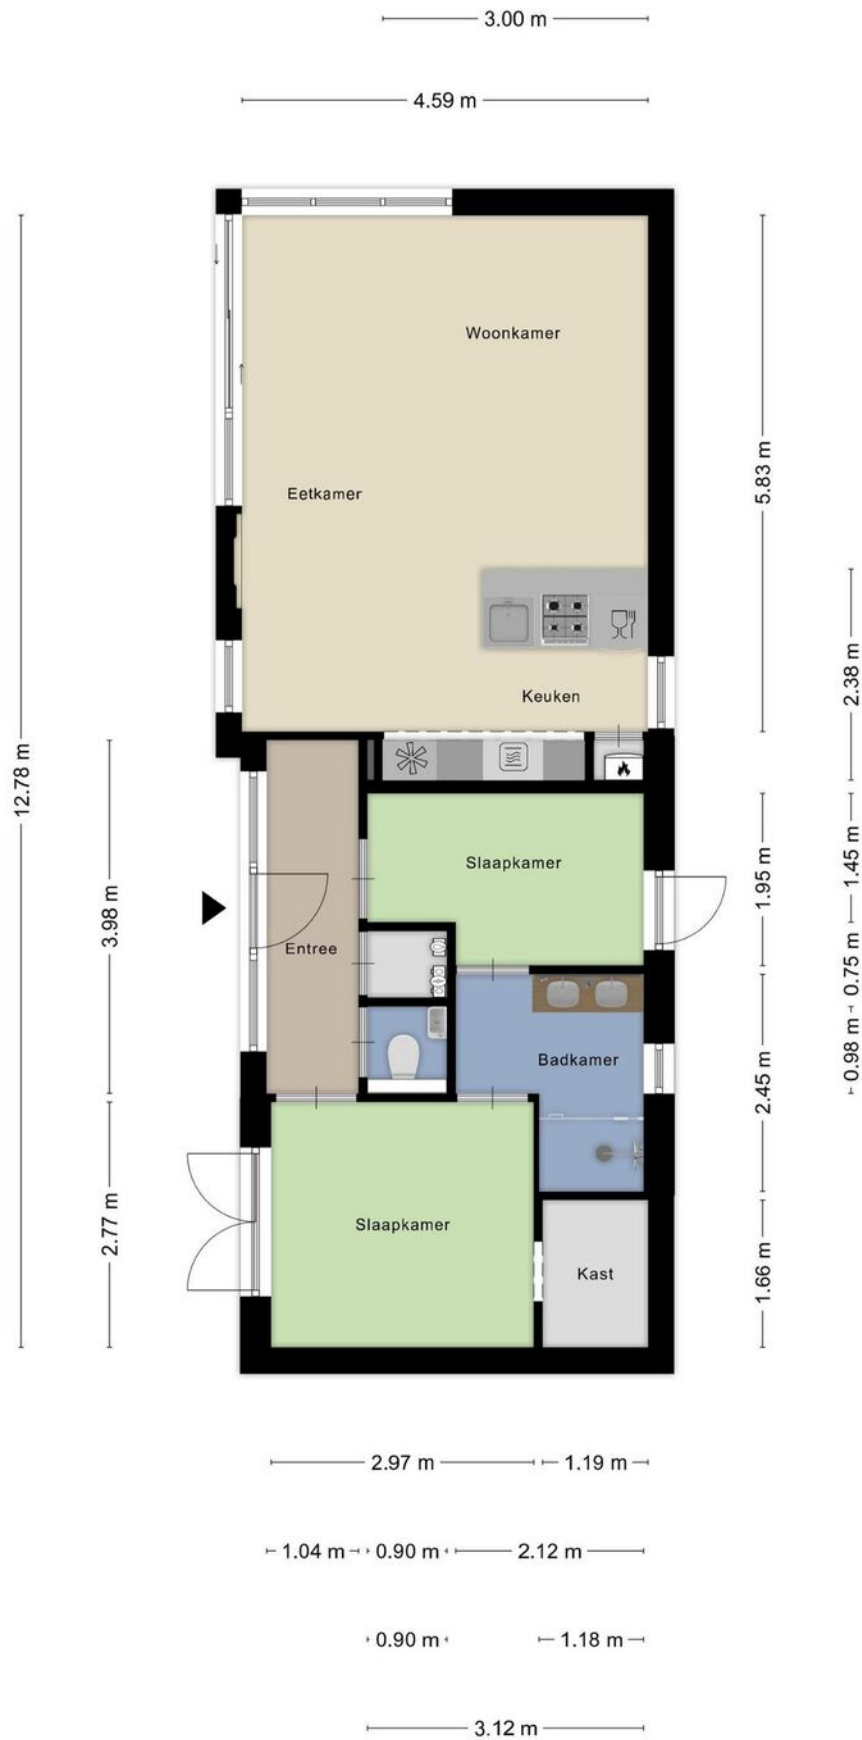 3.00 m
4.59 m
Woonkamer
5.83 m
Eetkamer
2.38 m
Keuken
12.78 m
Slaapkamer
1.95 m
1.45 m
3.98 m
Entree
0.75 m
0.98 m
Badkamer
2.45 m
2.77 m
Slaapkamer
Kast
1.66 m
2.97 m
1.19 m
1.04 m
0.90 m
2.12 m
0.90 m
1.18 m
3.12 m